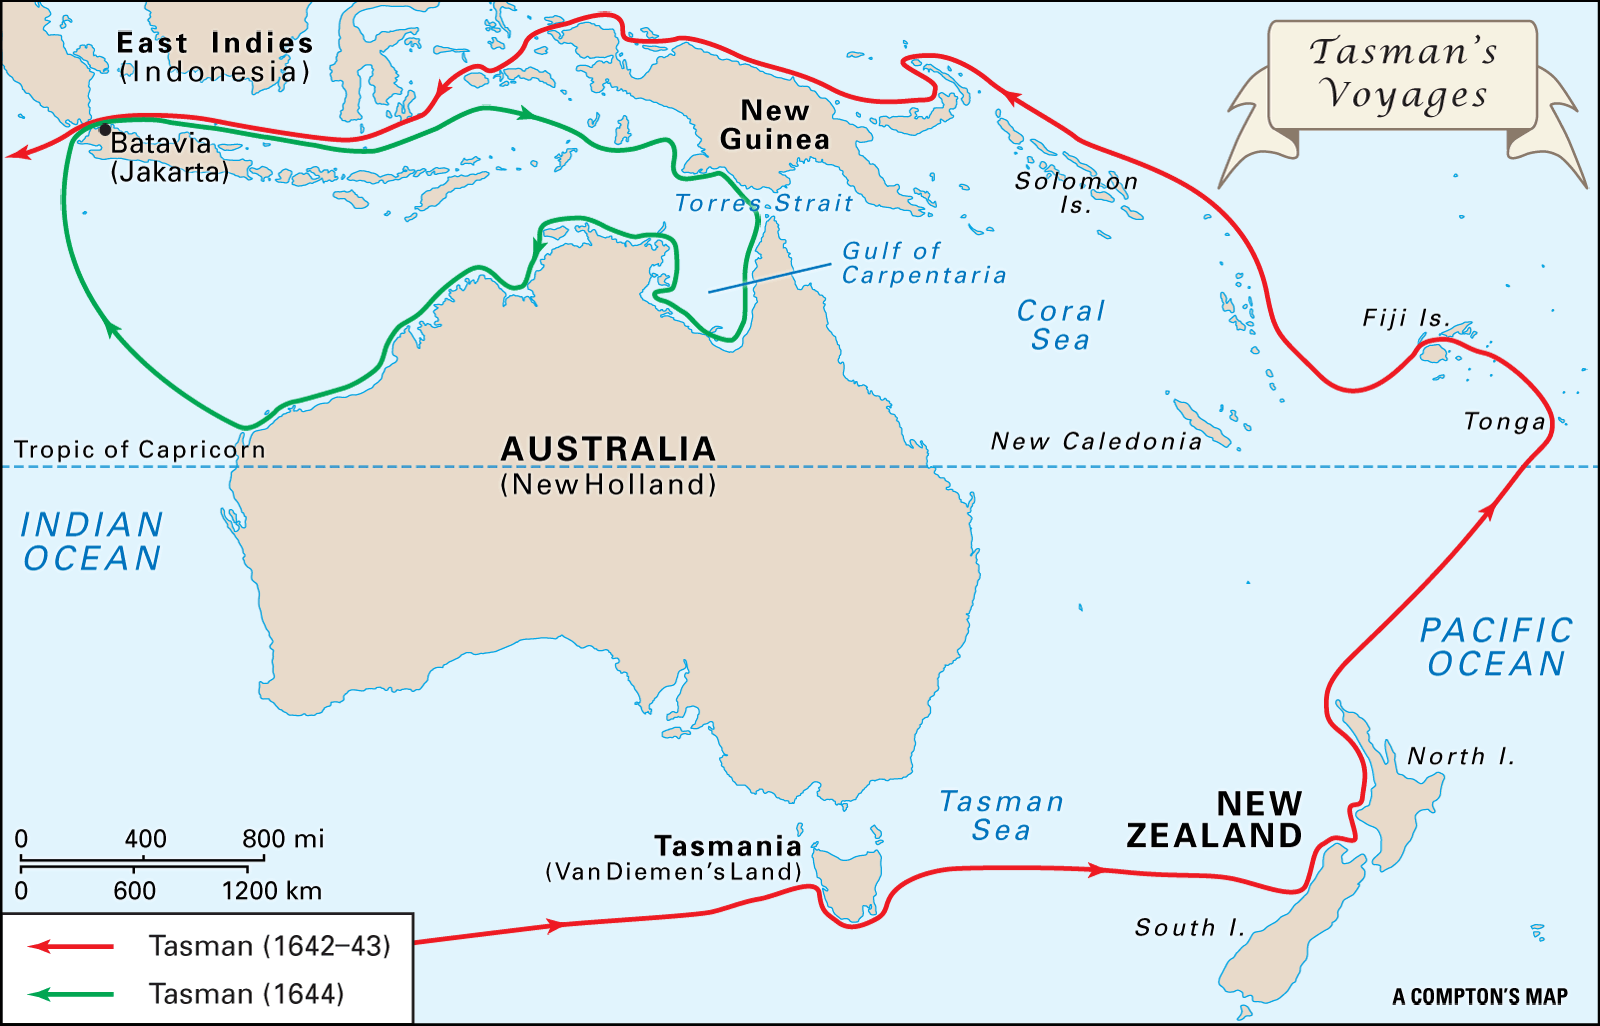 Tasman's
Voyages
East Indies
(Indonesia)
Batavia
(Jakarta)
New
Guinea
Solomon
Is.
Torres Strait
Gulf of
Carpentaria
Coral
Sea
Fiji Is.
Tonga
New Caledonia
Tropic of Capricorn
AUSTRALIA
(New Holland)
INDIAN
OCEAN
PACIFIC
OCEAN
North I.
NEW
ZEALAND
Tasman
Sea
Tasmania
(Van Diemen's Land)
South I.
0 400 800 mi
0 600 1200 km
Tasman (1642–43)
Tasman (1644)
A COMPTON'S MAP